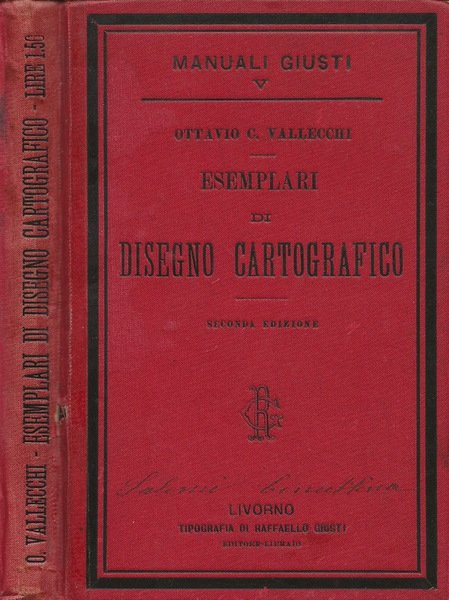 O. VALLECCHI - ESEMPLARI DI DISEGNO CARTOGRAFICO - LIRE 1.50
MANUALI GIUSTI
V
OTTAVIO C. VALLECCHI
ESEMPLARI
DI
DISEGNO CARTOGRAFICO
SECONDA EDIZIONE
LIVORNO
TIPOGRAFIA DI RAFFAELLO GIUSTI
EDITORE-LIBRAIO